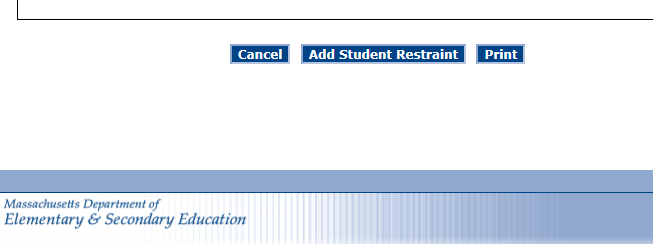 Cancel Add Student Restraint Print
Massachusetts Department of
Elementary & Secondary Education